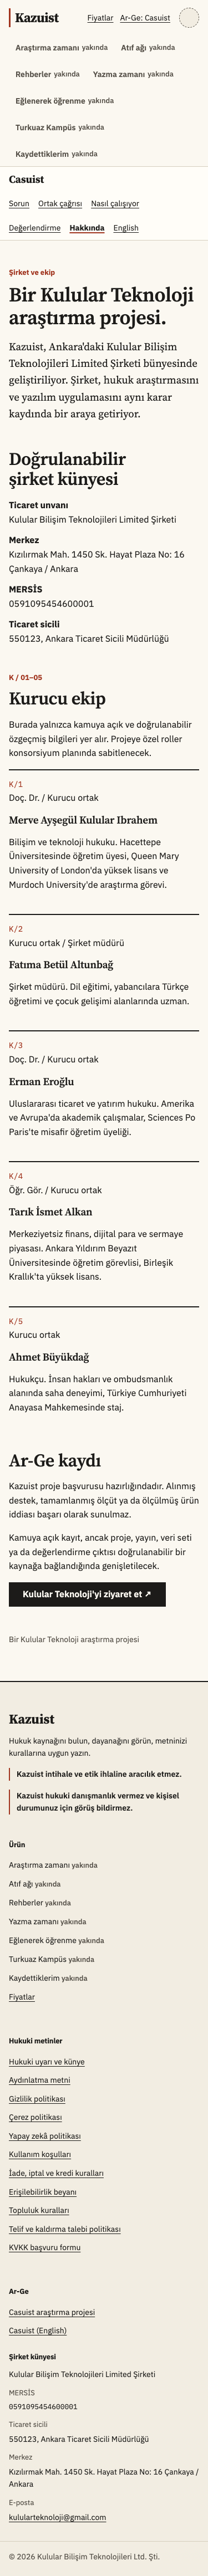 Kazuist
Fiyatlar Ar-Ge: Casuist
Araştırma zamanı yakında Atıf ağı yakında
Rehberler yakında Yazma zamanı yakında
Eğlenerek öğrenme yakında
Turkuaz Kampüs yakında
Kaydettiklerim yakında
Casuist
Sorun Ortak çağrısı Nasıl çalışıyor
Değerlendirme Hakkında English
Şirket ve ekip
Bir Kulular Teknoloji
araştırma projesi.
Kazuist, Ankara'daki Kulular Bilişim
Teknolojileri Limited Şirketi bünyesinde
geliştiriliyor. Şirket, hukuk araştırmasını
ve yazılım uygulamasını aynı karar
kaydında bir araya getiriyor.
Doğrulanabilir
şirket künyesi
Ticaret unvanı
Kulular Bilişim Teknolojileri Limited Şirketi
Merkez
Kızılırmak Mah. 1450 Sk. Hayat Plaza No: 16
Çankaya / Ankara
MERSİS
0591095454600001
Ticaret sicili
550123, Ankara Ticaret Sicili Müdürlüğü
K / 01–05
Kurucu ekip
Burada yalnızca kamuya açık ve doğrulanabilir
özgeçmiş bilgileri yer alır. Projeye özel roller
konsorsiyum planında sabitlenecek.
K/1
Doç. Dr. / Kurucu ortak
Merve Ayşegül Kulular Ibrahem
Bilişim ve teknoloji hukuku. Hacettepe
Üniversitesinde öğretim üyesi, Queen Mary
University of London'da yüksek lisans ve
Murdoch University'de araştırma görevi.
K/2
Kurucu ortak / Şirket müdürü
Fatıma Betül Altunbağ
Şirket müdürü. Dil eğitimi, yabancılara Türkçe
öğretimi ve çocuk gelişimi alanlarında uzman.
K/3
Doç. Dr. / Kurucu ortak
Erman Eroğlu
Uluslararası ticaret ve yatırım hukuku. Amerika
ve Avrupa'da akademik çalışmalar, Sciences Po
Paris'te misafir öğretim üyeliği.
K/4
Öğr. Gör. / Kurucu ortak
Tarık İsmet Alkan
Merkeziyetsiz finans, dijital para ve sermaye
piyasası. Ankara Yıldırım Beyazıt
Üniversitesinde öğretim görevlisi, Birleşik
Krallık'ta yüksek lisans.
K/5
Kurucu ortak
Ahmet Büyükdağ
Hukukçu. İnsan hakları ve ombudsmanlık
alanında saha deneyimi, Türkiye Cumhuriyeti
Anayasa Mahkemesinde staj.
Ar-Ge kaydı
Kazuist proje başvurusu hazırlığındadır. Alınmış
destek, tamamlanmış ölçüt ya da ölçülmüş ürün
iddiası başarı olarak sunulmaz.
Kamuya açık kayıt, ancak proje, yayın, veri seti
ya da değerlendirme çıktısı doğrulanabilir bir
kaynağa bağlandığında genişletilecek.
Kulular Teknoloji'yi ziyaret et ↗
Bir Kulular Teknoloji araştırma projesi
Kazuist
Hukuk kaynağını bulun, dayanağını görün, metninizi
kurallarına uygun yazın.
Kazuist intihale ve etik ihlaline aracılık etmez.
Kazuist hukuki danışmanlık vermez ve kişisel
durumunuz için görüş bildirmez.
Ürün
Araştırma zamanı yakında
Atıf ağı yakında
Rehberler yakında
Yazma zamanı yakında
Eğlenerek öğrenme yakında
Turkuaz Kampüs yakında
Kaydettiklerim yakında
Fiyatlar
Hukuki metinler
Hukuki uyarı ve künye
Aydınlatma metni
Gizlilik politikası
Çerez politikası
Yapay zekâ politikası
Kullanım koşulları
İade, iptal ve kredi kuralları
Erişilebilirlik beyanı
Topluluk kuralları
Telif ve kaldırma talebi politikası
KVKK başvuru formu
Ar-Ge
Casuist araştırma projesi
Casuist (English)
Şirket künyesi
Kulular Bilişim Teknolojileri Limited Şirketi
MERSİS
0591095454600001
Ticaret sicili
550123, Ankara Ticaret Sicili Müdürlüğü
Merkez
Kızılırmak Mah. 1450 Sk. Hayat Plaza No: 16 Çankaya /
Ankara
E-posta
kulularteknoloji@gmail.com
© 2026 Kulular Bilişim Teknolojileri Ltd. Şti.